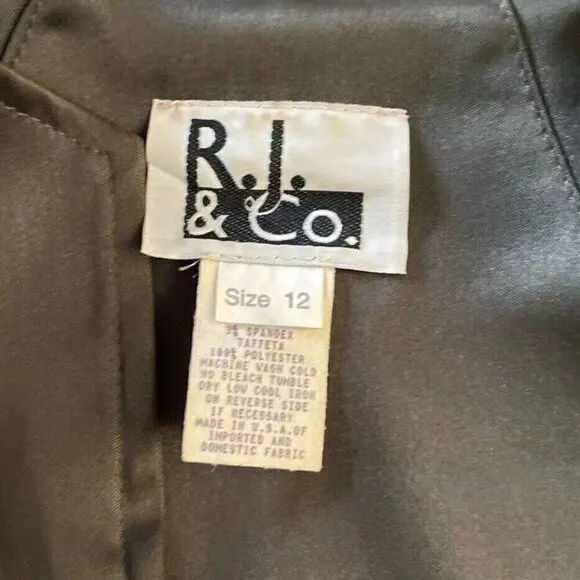 R.J.
& Co.
Size 12
3% SPANDEX
TAFFETA
100% POLYESTER
MACHINE WASH COLD
NO BLEACH TUMBLE
DRY LOW COOL IRON
ON REVERSE SIDE
IF NECESSARY
MADE IN U.S.A.OF
IMPORTED AND
DOMESTIC FABRIC